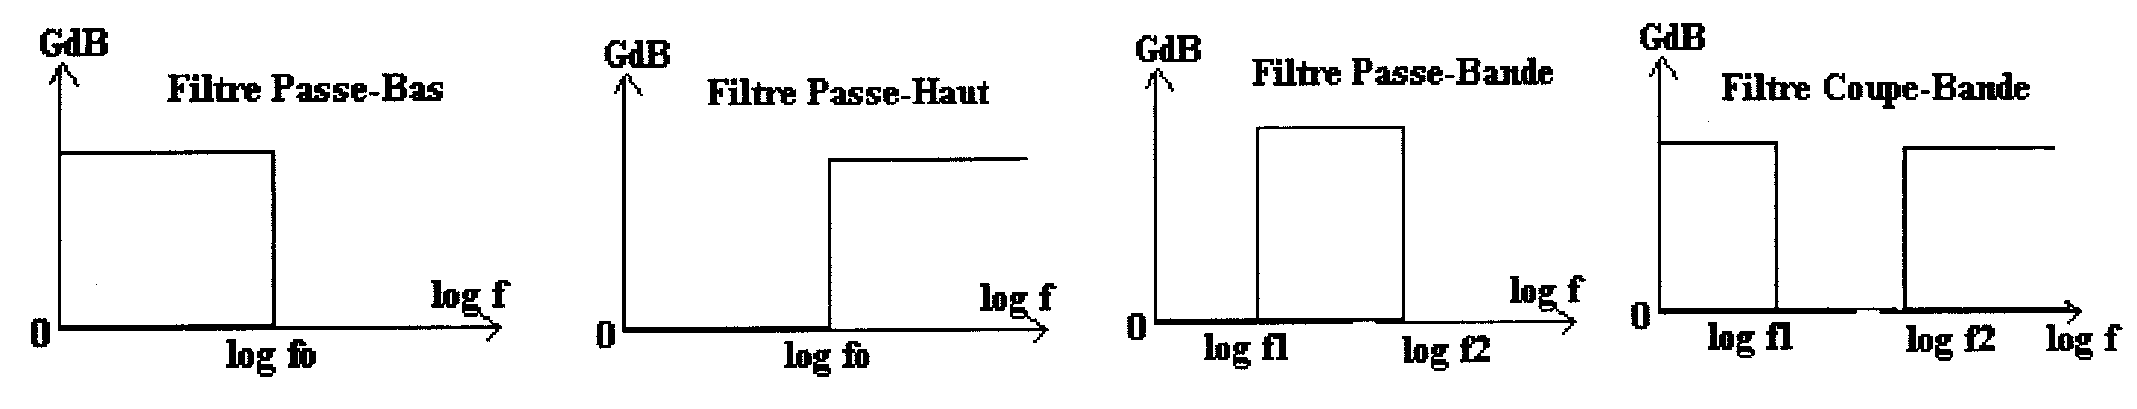 GdB
Filtre Passe-Bas
log f
0
log fo
GdB
Filtre Passe-Haut
log f
0
log fo
GdB
Filtre Passe-Bande
log f
0
log f1
log f2
GdB
Filtre Coupe-Bande
0
log f1
log f2
log f